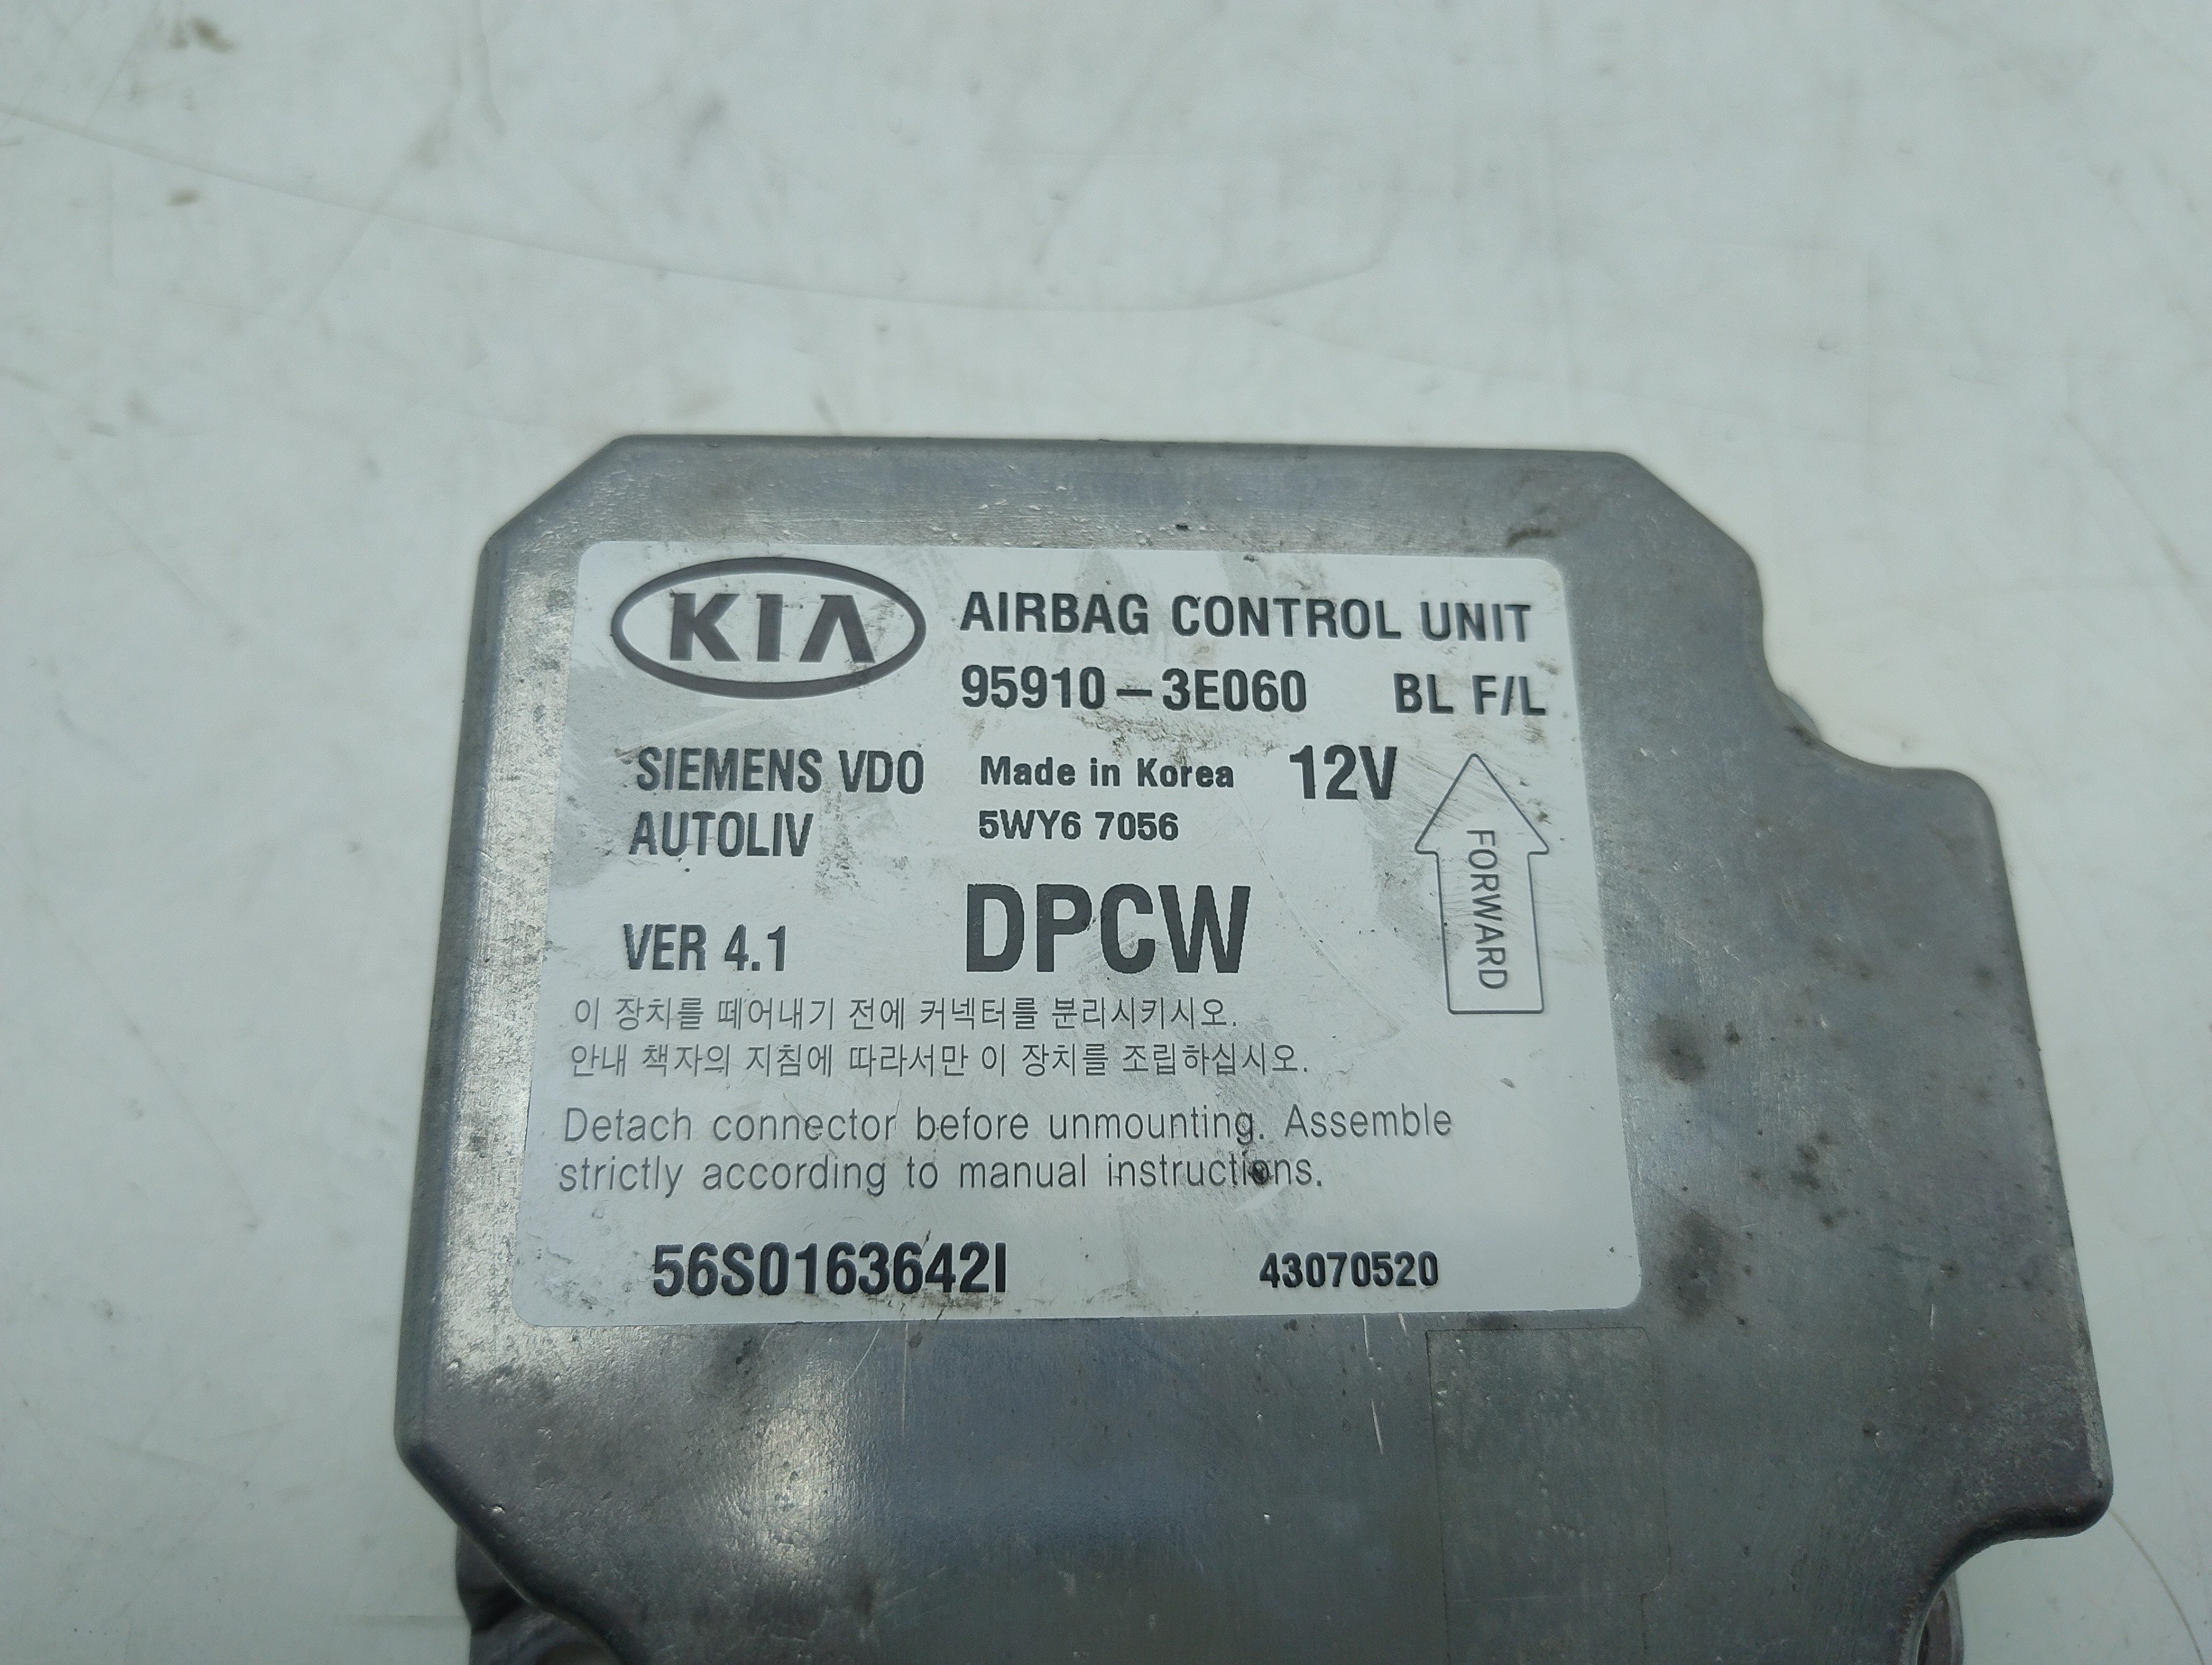 KIA
AIRBAG CONTROL UNIT
95910-3E060 BL F/L
SIEMENS VDO Made in Korea 12V
AUTOLIV 5WY6 7056
FORWARD
VER 4.1 DPCW
이 장치를 떼어내기 전에 커넥터를 분리시키시오.
안내 책자의 지침에 따라서만 이 장치를 조립하십시오.
Detach connector before unmounting. Assemble
strictly according to manual instructions.
56S0163642I 43070520